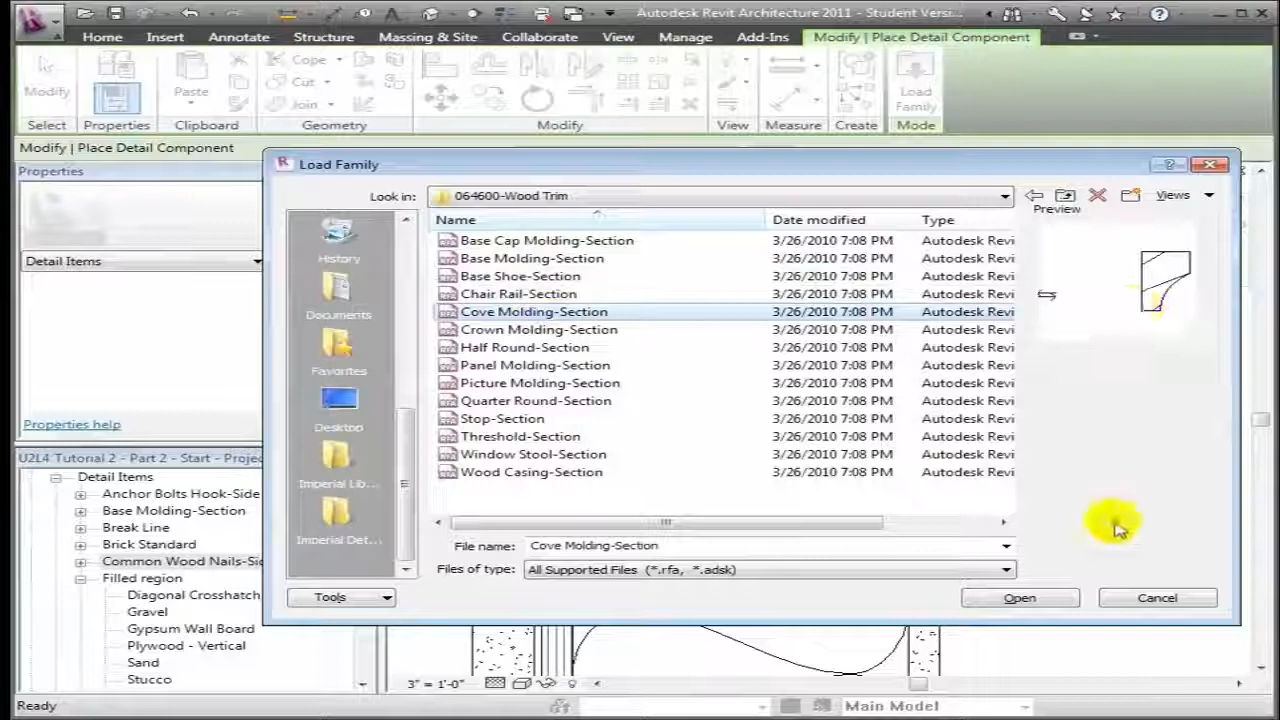 Autodesk Revit Architecture 2011 - Student Versi...
Home Insert Annotate Structure Massing & Site Collaborate View Manage Add-Ins Modify | Place Detail Component
Modify Paste Cope Cut Join Load Family
Select Properties Clipboard Geometry Modify View Measure Create Mode
Modify | Place Detail Component
Properties
Detail Items
Properties help
U2L4 Tutorial 2 - Part 2 - Start - Projec
Detail Items
Anchor Bolts Hook-Side
Base Molding-Section
Break Line
Brick Standard
Common Wood Nails-Sid
Filled region
Diagonal Crosshatch
Gravel
Gypsum Wall Board
Plywood - Vertical
Sand
Stucco
Load Family
Look in: 064600-Wood Trim Views
Preview
History
Documents
Favorites
Desktop
Imperial Lib...
Imperial Det...
Name Date modified Type
Base Cap Molding-Section 3/26/2010 7:08 PM Autodesk Revi
Base Molding-Section 3/26/2010 7:08 PM Autodesk Revi
Base Shoe-Section 3/26/2010 7:08 PM Autodesk Revi
Chair Rail-Section 3/26/2010 7:08 PM Autodesk Revi
Cove Molding-Section 3/26/2010 7:08 PM Autodesk Revi
Crown Molding-Section 3/26/2010 7:08 PM Autodesk Revi
Half Round-Section 3/26/2010 7:08 PM Autodesk Revi
Panel Molding-Section 3/26/2010 7:08 PM Autodesk Revi
Picture Molding-Section 3/26/2010 7:08 PM Autodesk Revi
Quarter Round-Section 3/26/2010 7:08 PM Autodesk Revi
Stop-Section 3/26/2010 7:08 PM Autodesk Revi
Threshold-Section 3/26/2010 7:08 PM Autodesk Revi
Window Stool-Section 3/26/2010 7:08 PM Autodesk Revi
Wood Casing-Section 3/26/2010 7:08 PM Autodesk Revi
File name: Cove Molding-Section
Files of type: All Supported Files (*.rfa, *.adsk)
Tools Open Cancel
3" = 1'-0"
Ready Main Model